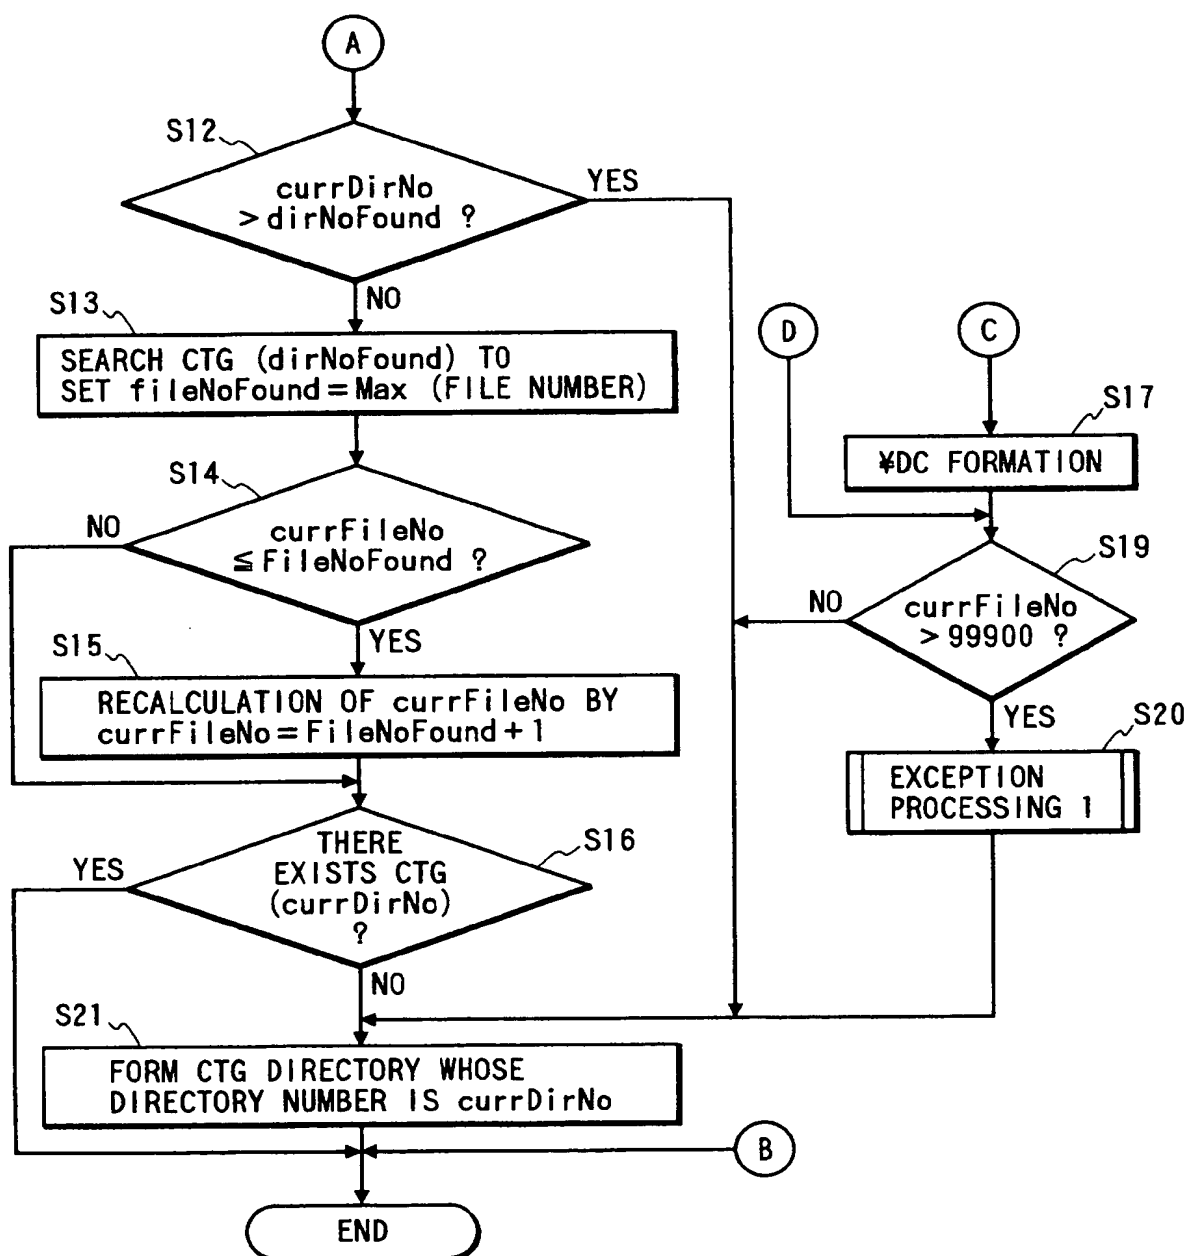 A
S12
currDirNo
> dirNoFound ?
YES
NO
S13
SEARCH CTG (dirNoFound) TO
SET fileNoFound=Max (FILE NUMBER)
S14
NO
currFileNo
≦FileNoFound ?
YES
S15
RECALCULATION OF currFileNo BY
currFileNo=FileNoFound+1
YES
THERE
EXISTS CTG
(currDirNo)
?
S16
NO
S21
FORM CTG DIRECTORY WHOSE
DIRECTORY NUMBER IS currDirNo
B
END
D
C
S17
¥DC FORMATION
S19
NO
currFileNo
> 99900 ?
YES
S20
EXCEPTION
PROCESSING 1